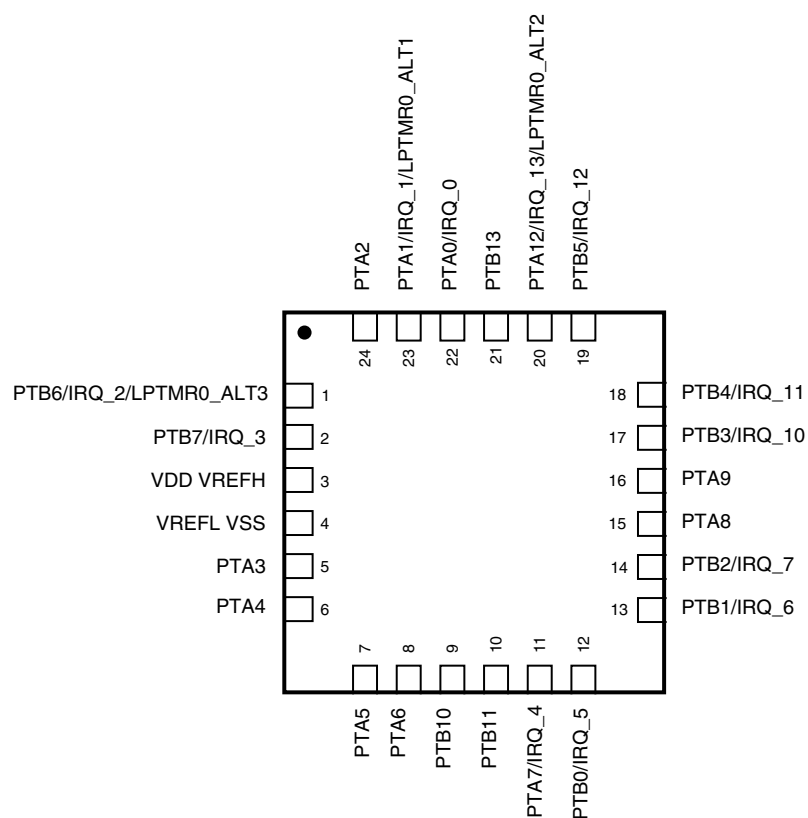 PTA2
PTA1/IRQ_1/LPTMR0_ALT1
PTA0/IRQ_0
PTB13
PTA12/IRQ_13/LPTMR0_ALT2
PTB5/IRQ_12
24
23
22
21
20
19
PTB6/IRQ_2/LPTMR0_ALT3 1
PTB7/IRQ_3 2
VDD VREFH 3
VREFL VSS 4
PTA3 5
PTA4 6
18 PTB4/IRQ_11
17 PTB3/IRQ_10
16 PTA9
15 PTA8
14 PTB2/IRQ_7
13 PTB1/IRQ_6
7
8
9
10
11
12
PTA5
PTA6
PTB10
PTB11
PTA7/IRQ_4
PTB0/IRQ_5